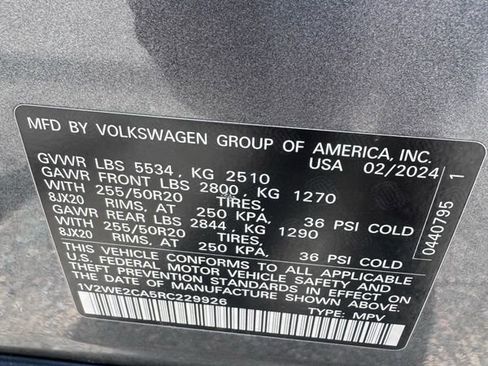 MFD BY VOLKSWAGEN GROUP OF AMERICA, INC.
USA 02/2024
GVWR LBS 5534, KG 2510
GAWR FRONT LBS 2800, KG 1270
WITH 255/50R20 TIRES,
8JX20 RIMS, AT 250 KPA, 36 PSI COLD
GAWR REAR LBS 2844, KG 1290
WITH 255/50R20 TIRES,
8JX20 RIMS, AT 250 KPA, 36 PSI COLD
THIS VEHICLE CONFORMS TO ALL APPLICABLE
U.S. FEDERAL MOTOR VEHICLE SAFETY AND
THEFT PREVENTION STANDARDS IN EFFECT ON
THE DATE OF MANUFACTURE SHOWN ABOVE.
1V2WE2CA6RC229926 TYPE: MPV
0440795 1